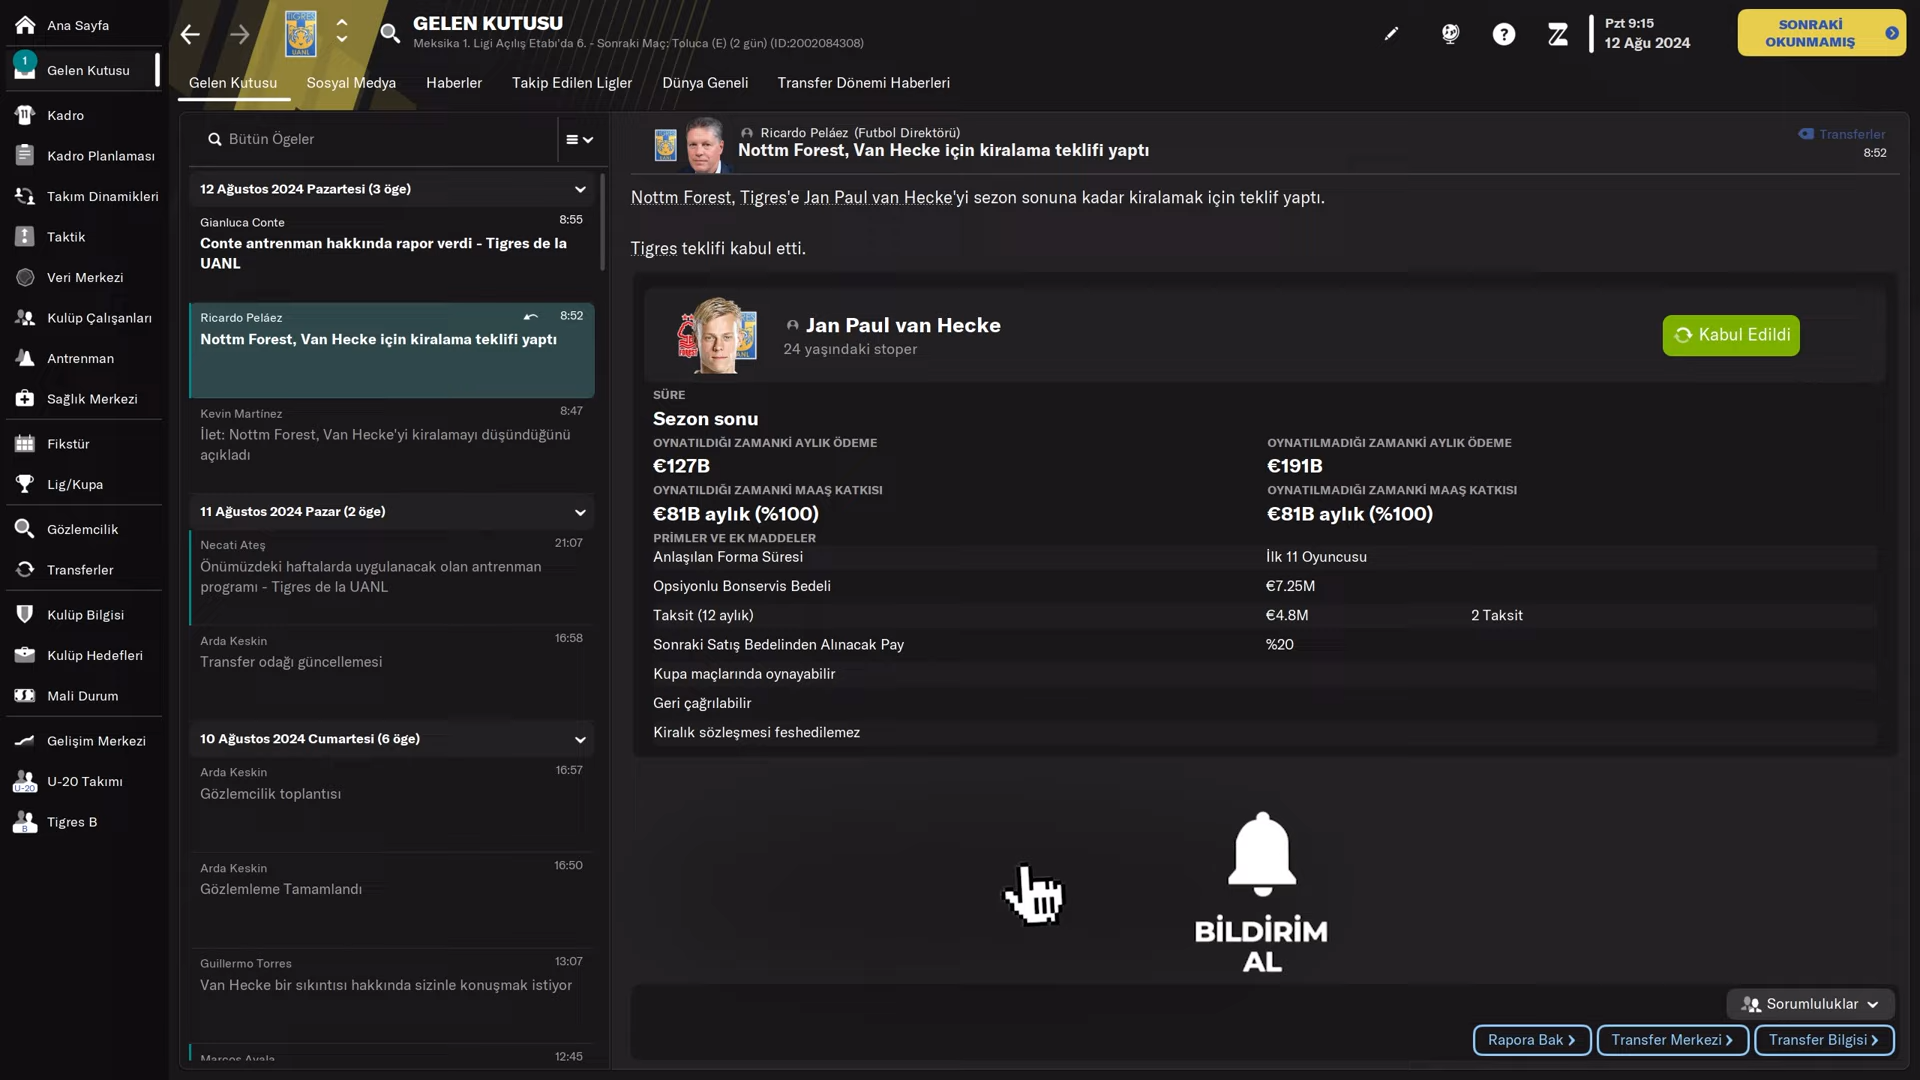 Ana Sayfa
1
Gelen Kutusu
Kadro
Kadro Planlaması
Takım Dinamikleri
Taktik
Veri Merkezi
Kulüp Çalışanları
Antrenman
Sağlık Merkezi
Fikstür
Lig/Kupa
Gözlemcilik
Transferler
Kulüp Bilgisi
Kulüp Hedefleri
Mali Durum
Gelişim Merkezi
U-20 Takımı
Tigres B
TIGRES
UANL
GELEN KUTUSU
Meksika 1. Ligi Açılış Etabı'da 6. - Sonraki Maç: Toluca (E) (2 gün) (ID:2002084308)
Pzt 9:15
12 Ağu 2024
SONRAKİ
OKUNMAMIŞ
Gelen Kutusu Sosyal Medya Haberler Takip Edilen Ligler Dünya Geneli Transfer Dönemi Haberleri
Bütün Ögeler
12 Ağustos 2024 Pazartesi (3 öge)
Gianluca Conte 8:55
Conte antrenman hakkında rapor verdi - Tigres de la
UANL
Ricardo Peláez 8:52
Nottm Forest, Van Hecke için kiralama teklifi yaptı
Kevin Martínez 8:47
İlet: Nottm Forest, Van Hecke'yi kiralamayı düşündüğünü
açıkladı
11 Ağustos 2024 Pazar (2 öge)
Necati Ateş 21:07
Önümüzdeki haftalarda uygulanacak olan antrenman
programı - Tigres de la UANL
Arda Keskin 16:58
Transfer odağı güncellemesi
10 Ağustos 2024 Cumartesi (6 öge)
Arda Keskin 16:57
Gözlemcilik toplantısı
Arda Keskin 16:50
Gözlemleme Tamamlandı
Guillermo Torres 13:07
Van Hecke bir sıkıntısı hakkında sizinle konuşmak istiyor
Marcos Ayala 12:45
Ricardo Peláez (Futbol Direktörü)
Nottm Forest, Van Hecke için kiralama teklifi yaptı
Transferler
8:52
Nottm Forest, Tigres'e Jan Paul van Hecke'yi sezon sonuna kadar kiralamak için teklif yaptı.
Tigres teklifi kabul etti.
Jan Paul van Hecke
24 yaşındaki stoper
Kabul Edildi
SÜRE
Sezon sonu
OYNATILDIĞI ZAMANKİ AYLIK ÖDEME OYNATILMADIĞI ZAMANKİ AYLIK ÖDEME
€127B €191B
OYNATILDIĞI ZAMANKİ MAAŞ KATKISI OYNATILMADIĞI ZAMANKİ MAAŞ KATKISI
€81B aylık (%100) €81B aylık (%100)
PRİMLER VE EK MADDELER
Anlaşılan Forma Süresi İlk 11 Oyuncusu
Opsiyonlu Bonservis Bedeli €7.25M
Taksit (12 aylık) €4.8M 2 Taksit
Sonraki Satış Bedelinden Alınacak Pay %20
Kupa maçlarında oynayabilir
Geri çağrılabilir
Kiralık sözleşmesi feshedilemez
BİLDİRİM
AL
Sorumluluklar
Rapora Bak Transfer Merkezi Transfer Bilgisi